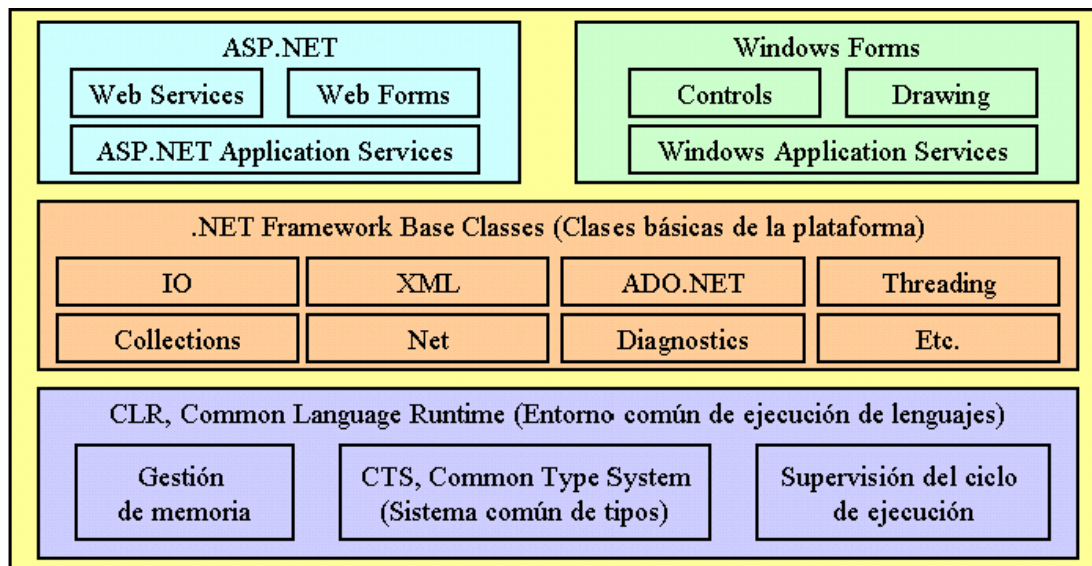 ASP.NET
Web Services
Web Forms
ASP.NET Application Services
Windows Forms
Controls
Drawing
Windows Application Services
.NET Framework Base Classes (Clases básicas de la plataforma)
IO
XML
ADO.NET
Threading
Collections
Net
Diagnostics
Etc.
CLR, Common Language Runtime (Entorno común de ejecución de lenguajes)
Gestión
de memoria
CTS, Common Type System
(Sistema común de tipos)
Supervisión del ciclo
de ejecución